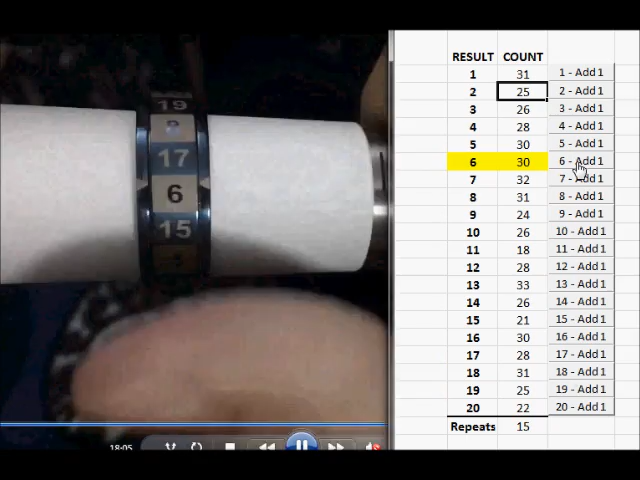 19
8
17
6
15
18:05
RESULT COUNT
1 31 1 - Add 1
2 25 2 - Add 1
3 26 3 - Add 1
4 28 4 - Add 1
5 30 5 - Add 1
6 30 6 - Add 1
7 32 7 - Add 1
8 31 8 - Add 1
9 24 9 - Add 1
10 26 10 - Add 1
11 18 11 - Add 1
12 28 12 - Add 1
13 33 13 - Add 1
14 26 14 - Add 1
15 21 15 - Add 1
16 30 16 - Add 1
17 28 17 - Add 1
18 31 18 - Add 1
19 25 19 - Add 1
20 22 20 - Add 1
Repeats 15